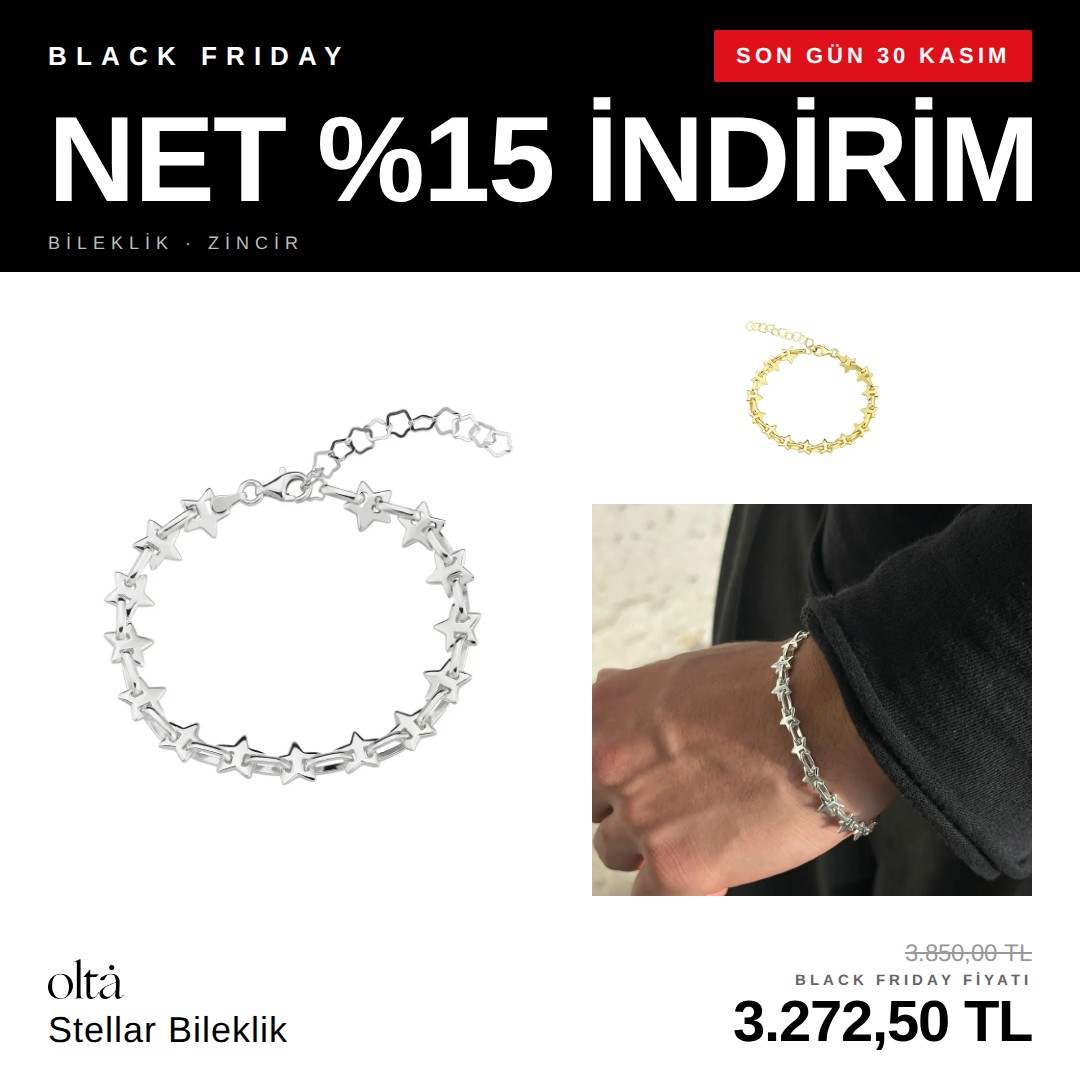 BLACK FRIDAY
SON GÜN 30 KASIM
NET %15 İNDİRİM
BİLEKLİK · ZİNCİR
olta
Stellar Bileklik
3.850,00 TL
BLACK FRIDAY FİYATI
3.272,50 TL